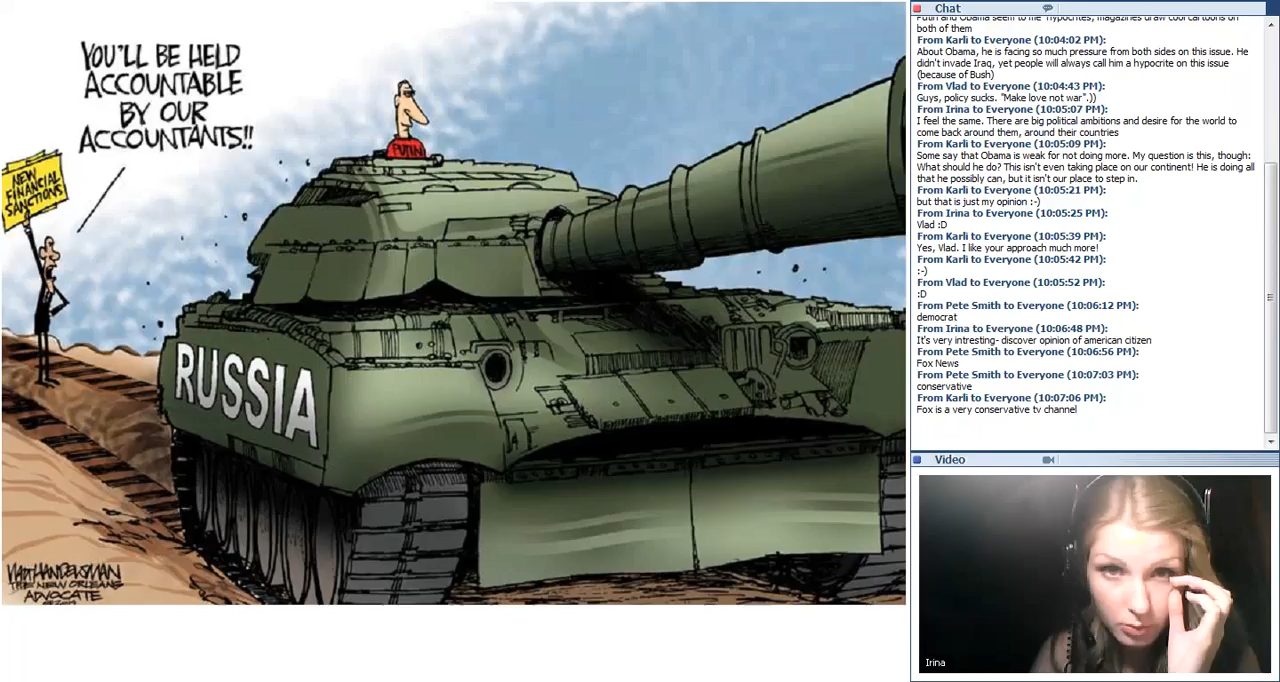 YOU'LL BE HELD
ACCOUNTABLE
BY OUR
ACCOUNTANTS!!
NEW
FINANCIAL
SANCTIONS
PUTIN
RUSSIA
THE NEW ORLEANS
ADVOCATE
Chat
Putin and Obama seem to me hypocrites, magazines draw cool cartoons on
both of them
From Karli to Everyone (10:04:02 PM):
About Obama, he is facing so much pressure from both sides on this issue. He
didn't invade Iraq, yet people will always call him a hypocrite on this issue
(because of Bush)
From Vlad to Everyone (10:04:43 PM):
Guys, policy sucks. "Make love not war".))
From Irina to Everyone (10:05:07 PM):
I feel the same. There are big political ambitions and desire for the world to
come back around them, around their countries
From Karli to Everyone (10:05:09 PM):
Some say that Obama is weak for not doing more. My question is this, though:
What should he do? This isn't even taking place on our continent! He is doing all
that he possibly can, but it isn't our place to step in.
From Karli to Everyone (10:05:21 PM):
but that is just my opinion :-)
From Irina to Everyone (10:05:25 PM):
Vlad :D
From Karli to Everyone (10:05:39 PM):
Yes, Vlad. I like your approach much more!
From Karli to Everyone (10:05:42 PM):
:-)
From Vlad to Everyone (10:05:52 PM):
:D
From Pete Smith to Everyone (10:06:12 PM):
democrat
From Irina to Everyone (10:06:48 PM):
It's very intresting- discover opinion of american citizen
From Pete Smith to Everyone (10:06:56 PM):
Fox News
From Pete Smith to Everyone (10:07:03 PM):
conservative
From Karli to Everyone (10:07:06 PM):
Fox is a very conservative tv channel
Video
Irina